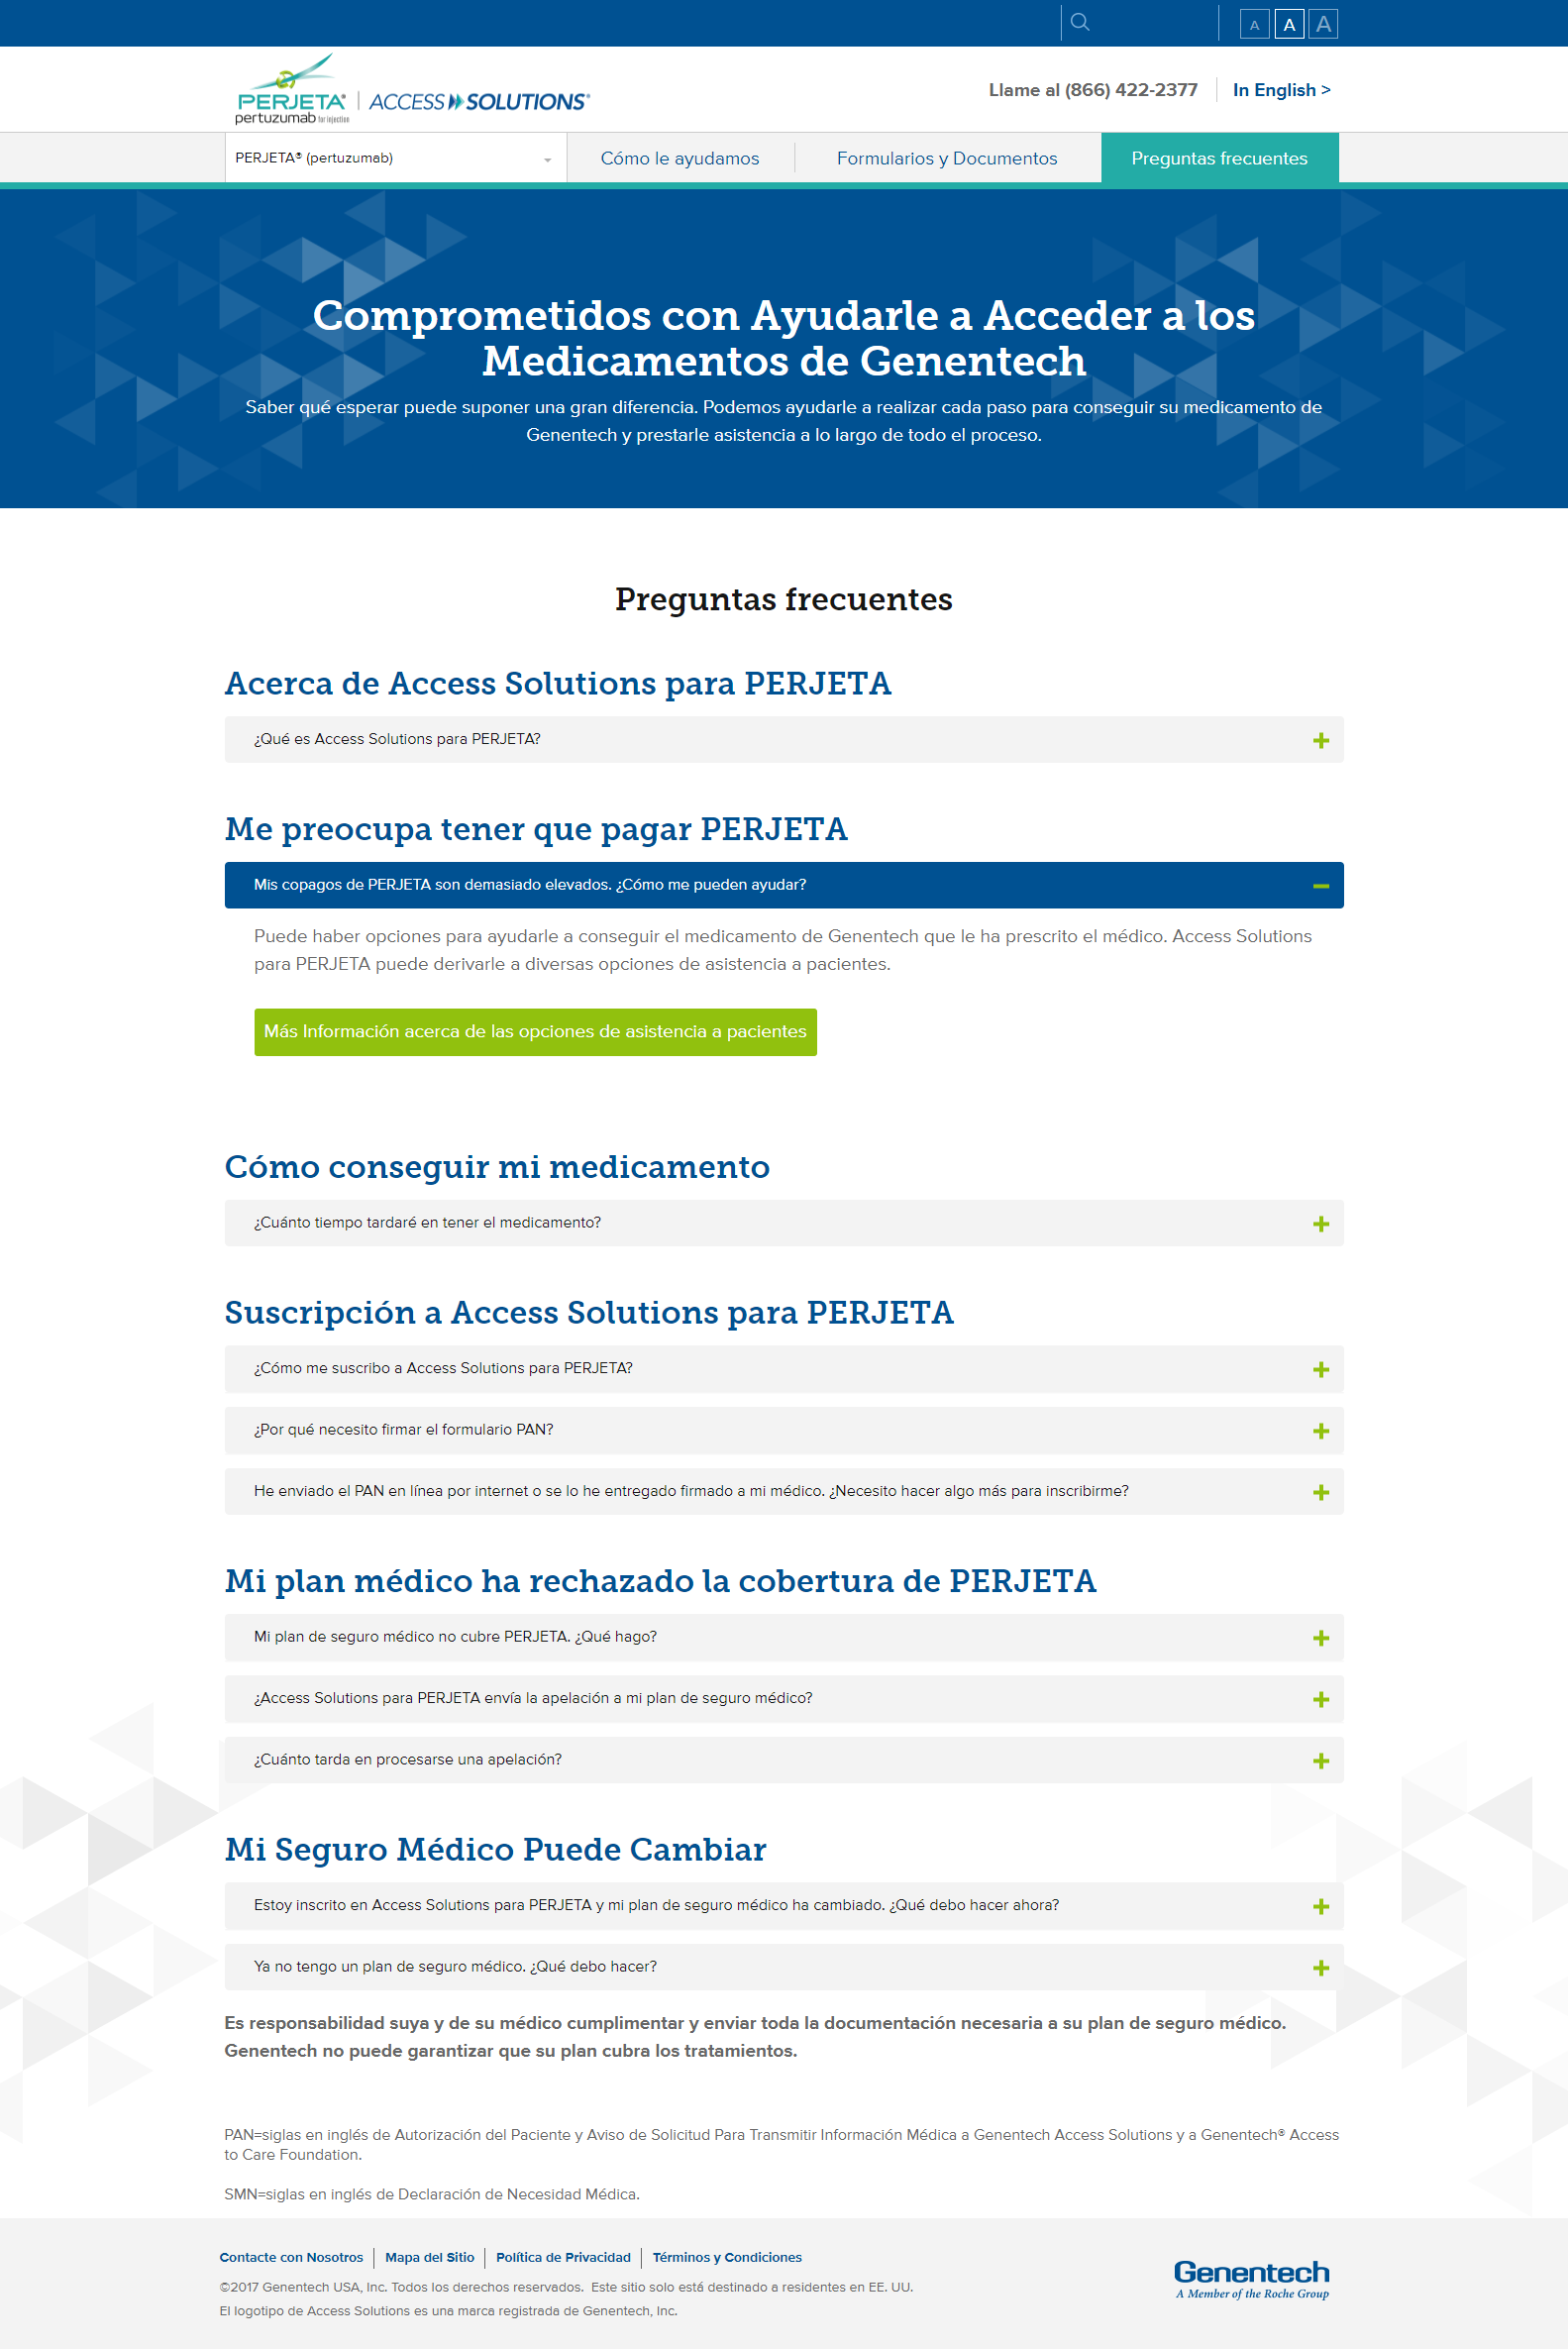 A A A
PERJETA®
pertuzumab for injection
ACCESS SOLUTIONS®
Llame al (866) 422-2377
In English >
PERJETA® (pertuzumab)
Cómo le ayudamos
Formularios y Documentos
Preguntas frecuentes
Comprometidos con Ayudarle a Acceder a los
Medicamentos de Genentech
Saber qué esperar puede suponer una gran diferencia. Podemos ayudarle a realizar cada paso para conseguir su medicamento de
Genentech y prestarle asistencia a lo largo de todo el proceso.
Preguntas frecuentes
Acerca de Access Solutions para PERJETA
¿Qué es Access Solutions para PERJETA?
Me preocupa tener que pagar PERJETA
Mis copagos de PERJETA son demasiado elevados. ¿Cómo me pueden ayudar?
Puede haber opciones para ayudarle a conseguir el medicamento de Genentech que le ha prescrito el médico. Access Solutions
para PERJETA puede derivarle a diversas opciones de asistencia a pacientes.
Más Información acerca de las opciones de asistencia a pacientes
Cómo conseguir mi medicamento
¿Cuánto tiempo tardaré en tener el medicamento?
Suscripción a Access Solutions para PERJETA
¿Cómo me suscribo a Access Solutions para PERJETA?
¿Por qué necesito firmar el formulario PAN?
He enviado el PAN en línea por internet o se lo he entregado firmado a mi médico. ¿Necesito hacer algo más para inscribirme?
Mi plan médico ha rechazado la cobertura de PERJETA
Mi plan de seguro médico no cubre PERJETA. ¿Qué hago?
¿Access Solutions para PERJETA envía la apelación a mi plan de seguro médico?
¿Cuánto tarda en procesarse una apelación?
Mi Seguro Médico Puede Cambiar
Estoy inscrito en Access Solutions para PERJETA y mi plan de seguro médico ha cambiado. ¿Qué debo hacer ahora?
Ya no tengo un plan de seguro médico. ¿Qué debo hacer?
Es responsabilidad suya y de su médico cumplimentar y enviar toda la documentación necesaria a su plan de seguro médico.
Genentech no puede garantizar que su plan cubra los tratamientos.
PAN=siglas en inglés de Autorización del Paciente y Aviso de Solicitud Para Transmitir Información Médica a Genentech Access Solutions y a Genentech® Access
to Care Foundation.
SMN=siglas en inglés de Declaración de Necesidad Médica.
Contacte con Nosotros
Mapa del Sitio
Política de Privacidad
Términos y Condiciones
©2017 Genentech USA, Inc. Todos los derechos reservados. Este sitio solo está destinado a residentes en EE. UU.
El logotipo de Access Solutions es una marca registrada de Genentech, Inc.
Genentech
A Member of the Roche Group